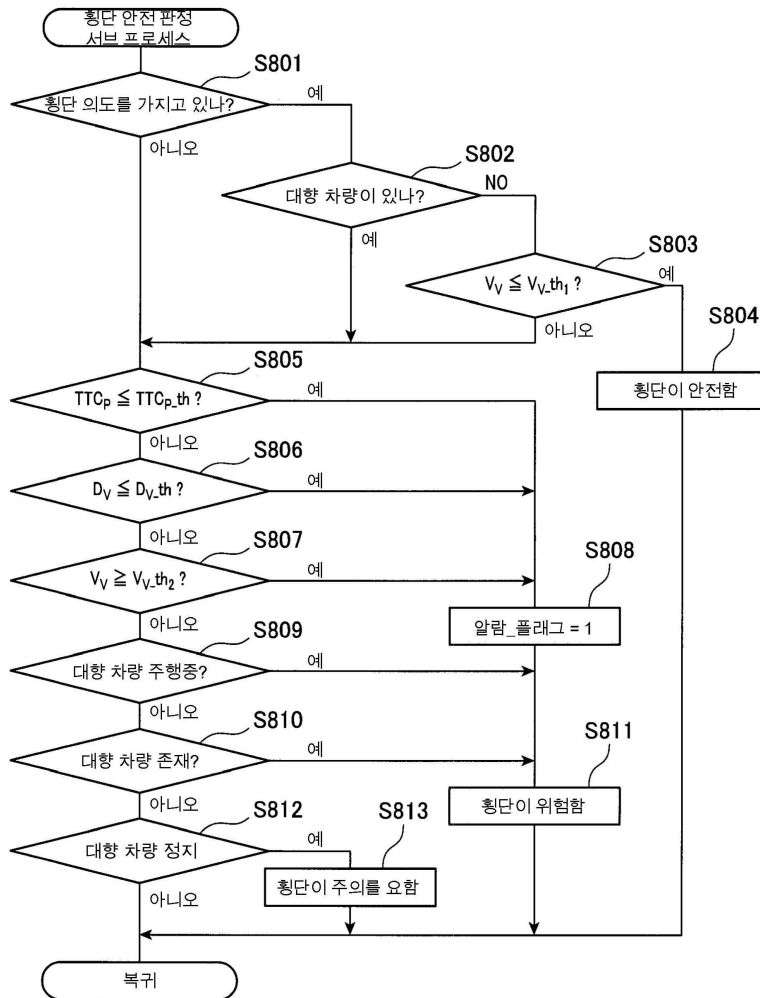 횡단 안전 판정
서브 프로세스
S801
횡단 의도를 가지고 있나?
예
아니오
S802
대향 차량이 있나?
NO
예
S803
V_V ≦ V_V_th₁ ?
예
아니오
S804
횡단이 안전함
S805
TTC_P ≦ TTC_P_th ?
예
아니오
S806
D_V ≦ D_V_th ?
예
아니오
S807
V_V ≧ V_V_th₂ ?
예
아니오
S808
알람_플래그 = 1
S809
대향 차량 주행중?
예
아니오
S810
대향 차량 존재?
예
아니오
S811
횡단이 위험함
S812
대향 차량 정지
예
아니오
S813
횡단이 주의를 요함
복귀